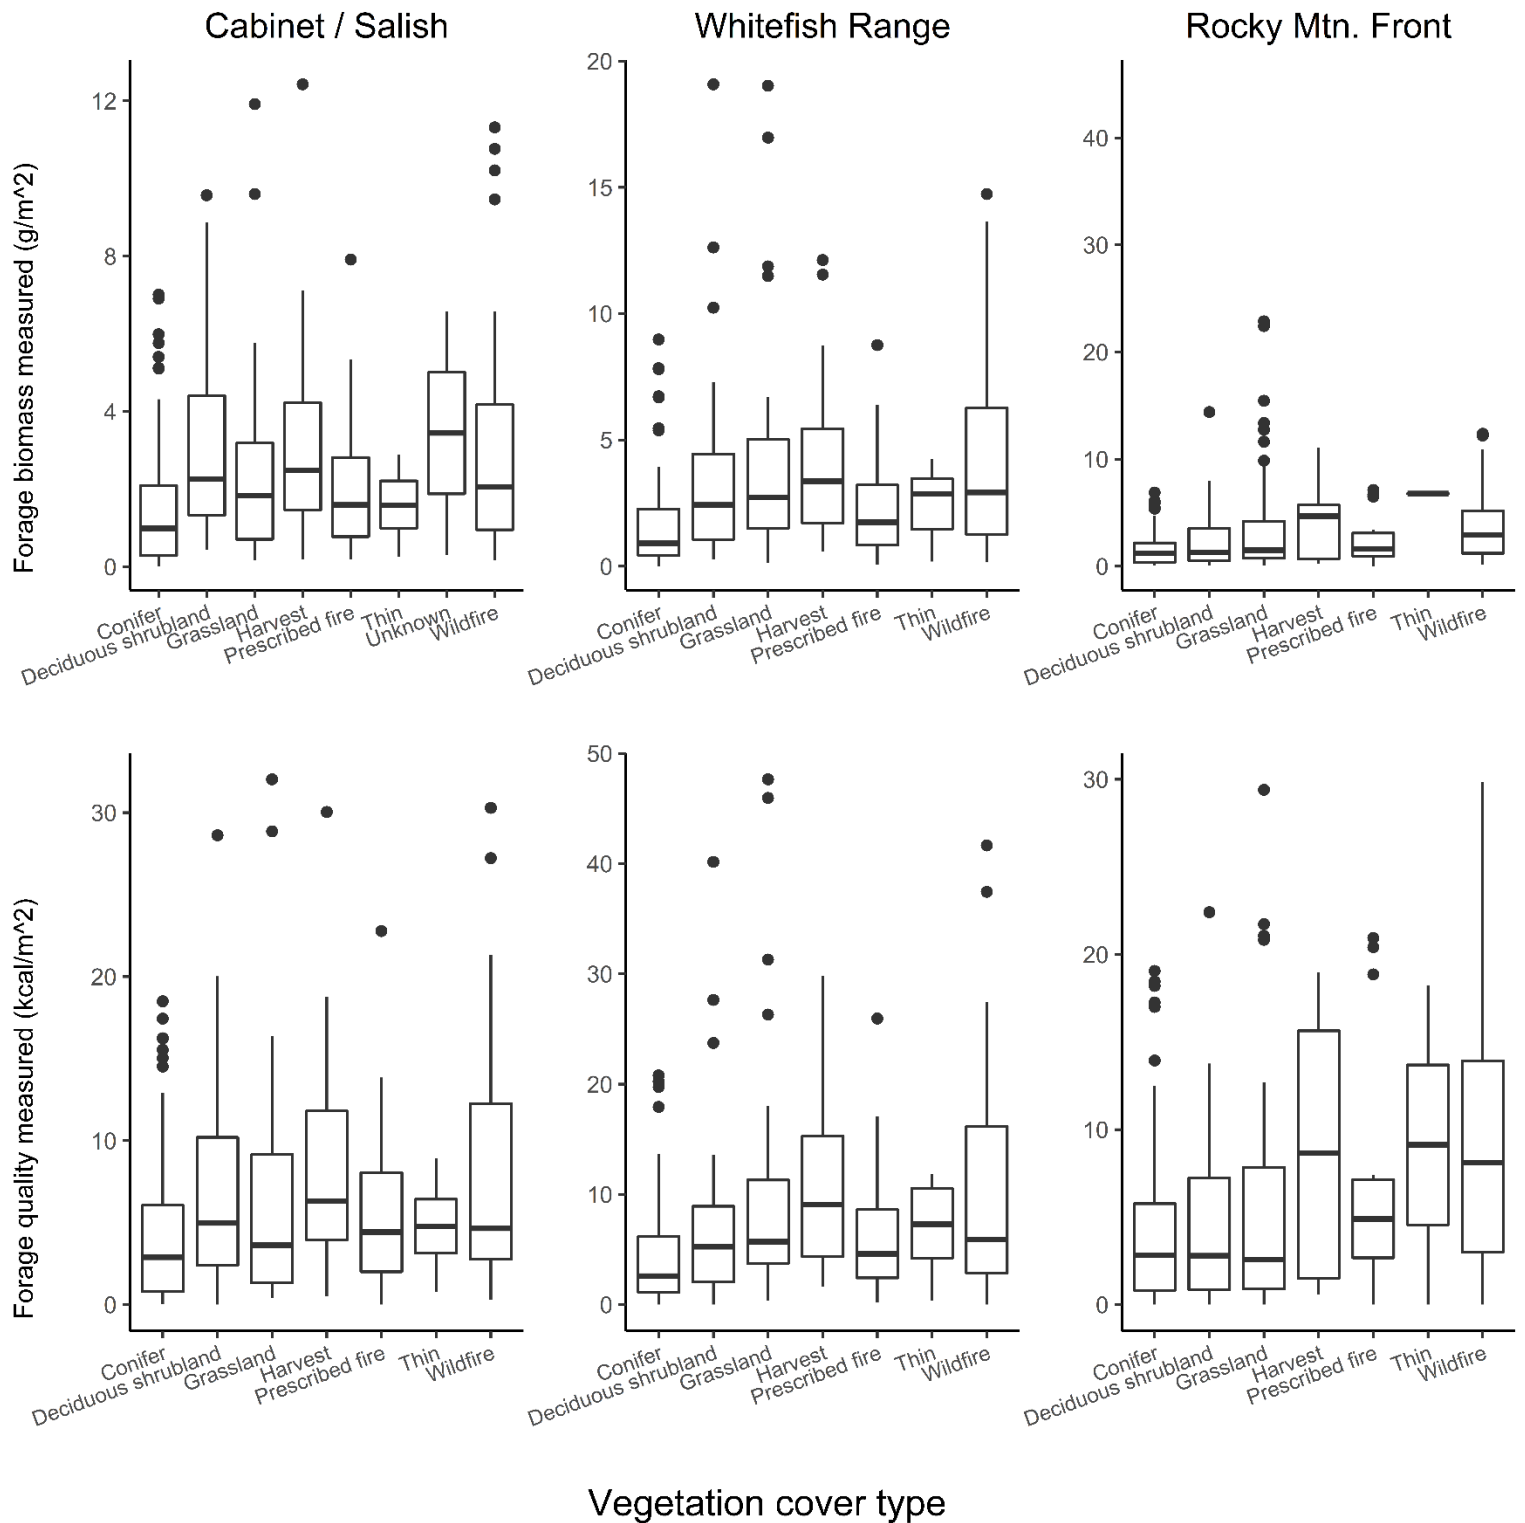 Cabinet / Salish
Whitefish Range
Rocky Mtn. Front
Forage biomass measured (g/m^2)
12
8
4
0
Conifer
Deciduous shrubland
Grassland
Harvest
Prescribed fire
Thin
Unknown
Wildfire
20
15
10
5
0
Conifer
Deciduous shrubland
Grassland
Harvest
Prescribed fire
Thin
Wildfire
40
30
20
10
0
Conifer
Deciduous shrubland
Grassland
Harvest
Prescribed fire
Thin
Wildfire
Forage quality measured (kcal/m^2)
30
20
10
0
Conifer
Deciduous shrubland
Grassland
Harvest
Prescribed fire
Thin
Wildfire
50
40
30
20
10
0
Conifer
Deciduous shrubland
Grassland
Harvest
Prescribed fire
Thin
Wildfire
30
20
10
0
Conifer
Deciduous shrubland
Grassland
Harvest
Prescribed fire
Thin
Wildfire
Vegetation cover type